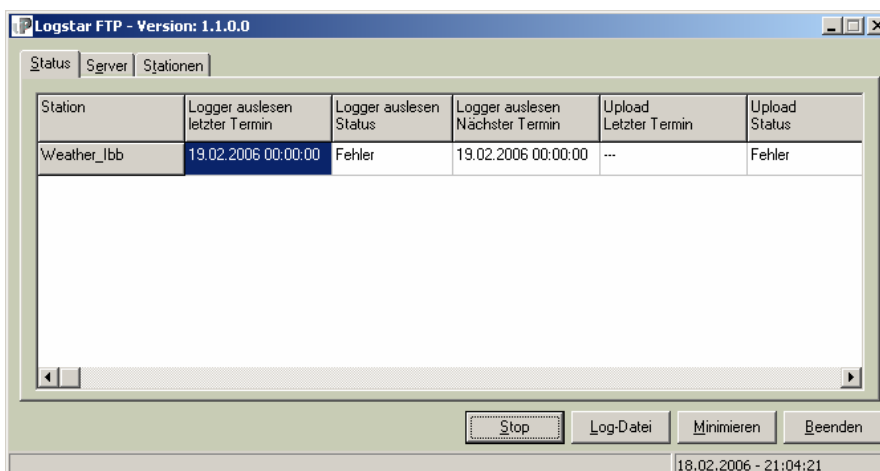 Logstar FTP - Version: 1.1.0.0
Status Server Stationen
Station Logger auslesen letzter Termin Logger auslesen Status Logger auslesen Nächster Termin Upload Letzter Termin Upload Status
Weather_Ibb 19.02.2006 00:00:00 Fehler 19.02.2006 00:00:00 --- Fehler
Stop Log-Datei Minimieren Beenden
18.02.2006 - 21:04:21